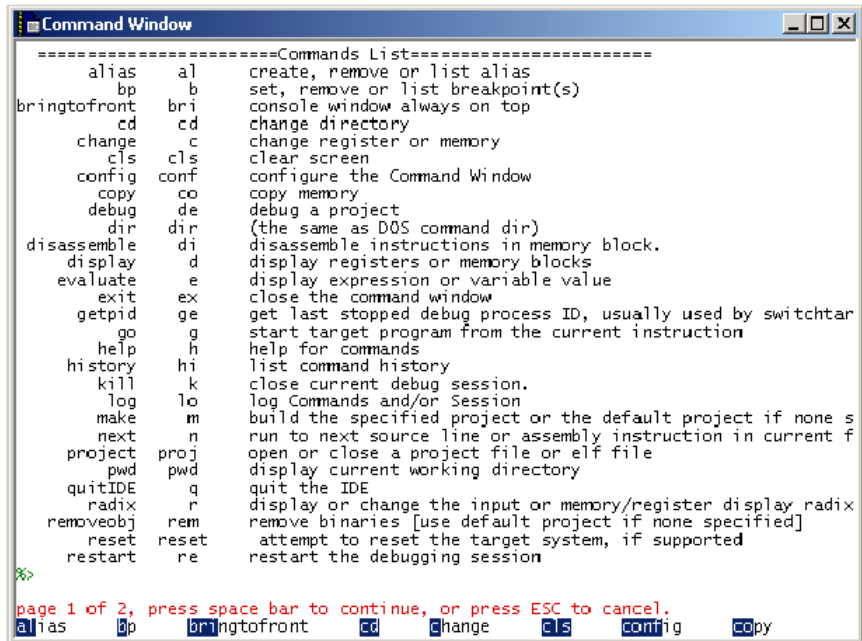 Command Window
========================Commands List========================
alias al create, remove or list alias
bp b set, remove or list breakpoint(s)
bringtofront bri console window always on top
cd cd change directory
change c change register or memory
cls cls clear screen
config conf configure the Command Window
copy co copy memory
debug de debug a project
dir dir (the same as DOS command dir)
disassemble di disassemble instructions in memory block.
display d display registers or memory blocks
evaluate e display expression or variable value
exit ex close the command window
getpid ge get last stopped debug process ID, usually used by switchtar
go g start target program from the current instruction
help h help for commands
history hi list command history
kill k close current debug session.
log lo log Commands and/or Session
make m build the specified project or the default project if none s
next n run to next source line or assembly instruction in current f
project proj open or close a project file or elf file
pwd pwd display current working directory
quitIDE q quit the IDE
radix r display or change the input or memory/register display radix
removeobj rem remove binaries [use default project if none specified]
reset reset attempt to reset the target system, if supported
restart re restart the debugging session
%>
page 1 of 2, press space bar to continue, or press ESC to cancel.
alias bp bringtofront cd change cls config copy